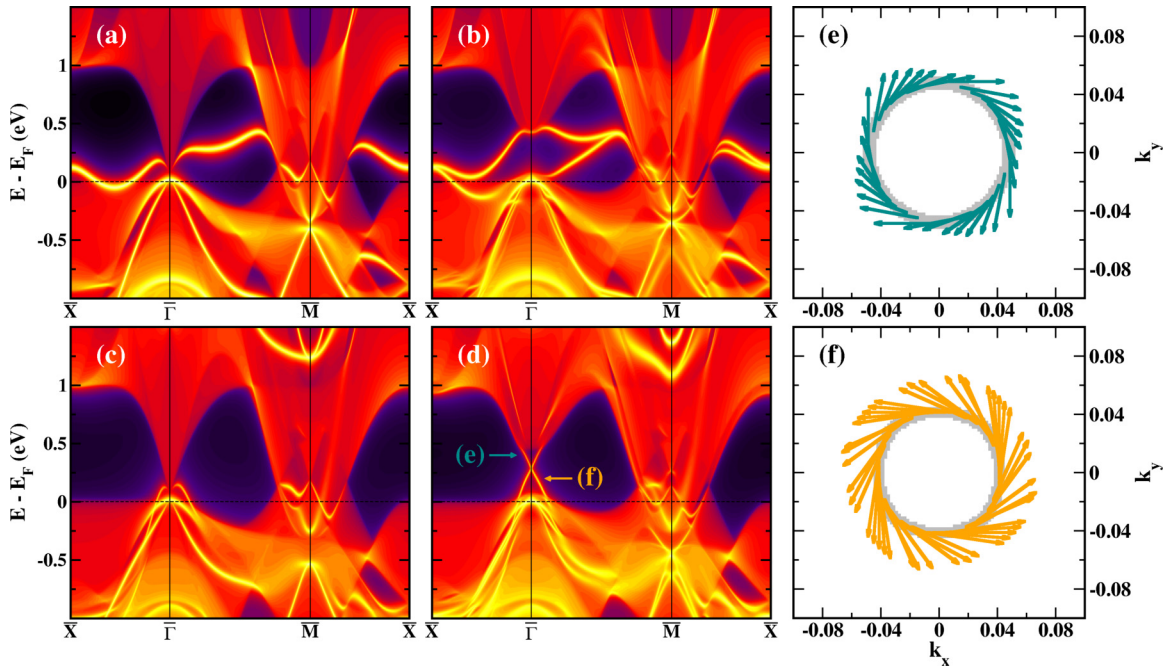 (a)
(b)
(e)
E - E_F (eV)
1
0.5
0
-0.5
X̅
Γ̅
M̅
X̅
X̅
Γ̅
M̅
X̅
0.08
0.04
0
-0.04
-0.08
k_y
-0.08 -0.04 0 0.04 0.08
(c)
(d)
(f)
E - E_F (eV)
1
0.5
0
-0.5
(e)
(f)
X̅
Γ̅
M̅
X̅
X̅
Γ̅
M̅
X̅
0.08
0.04
0
-0.04
-0.08
k_y
-0.08 -0.04 0 0.04 0.08
k_x